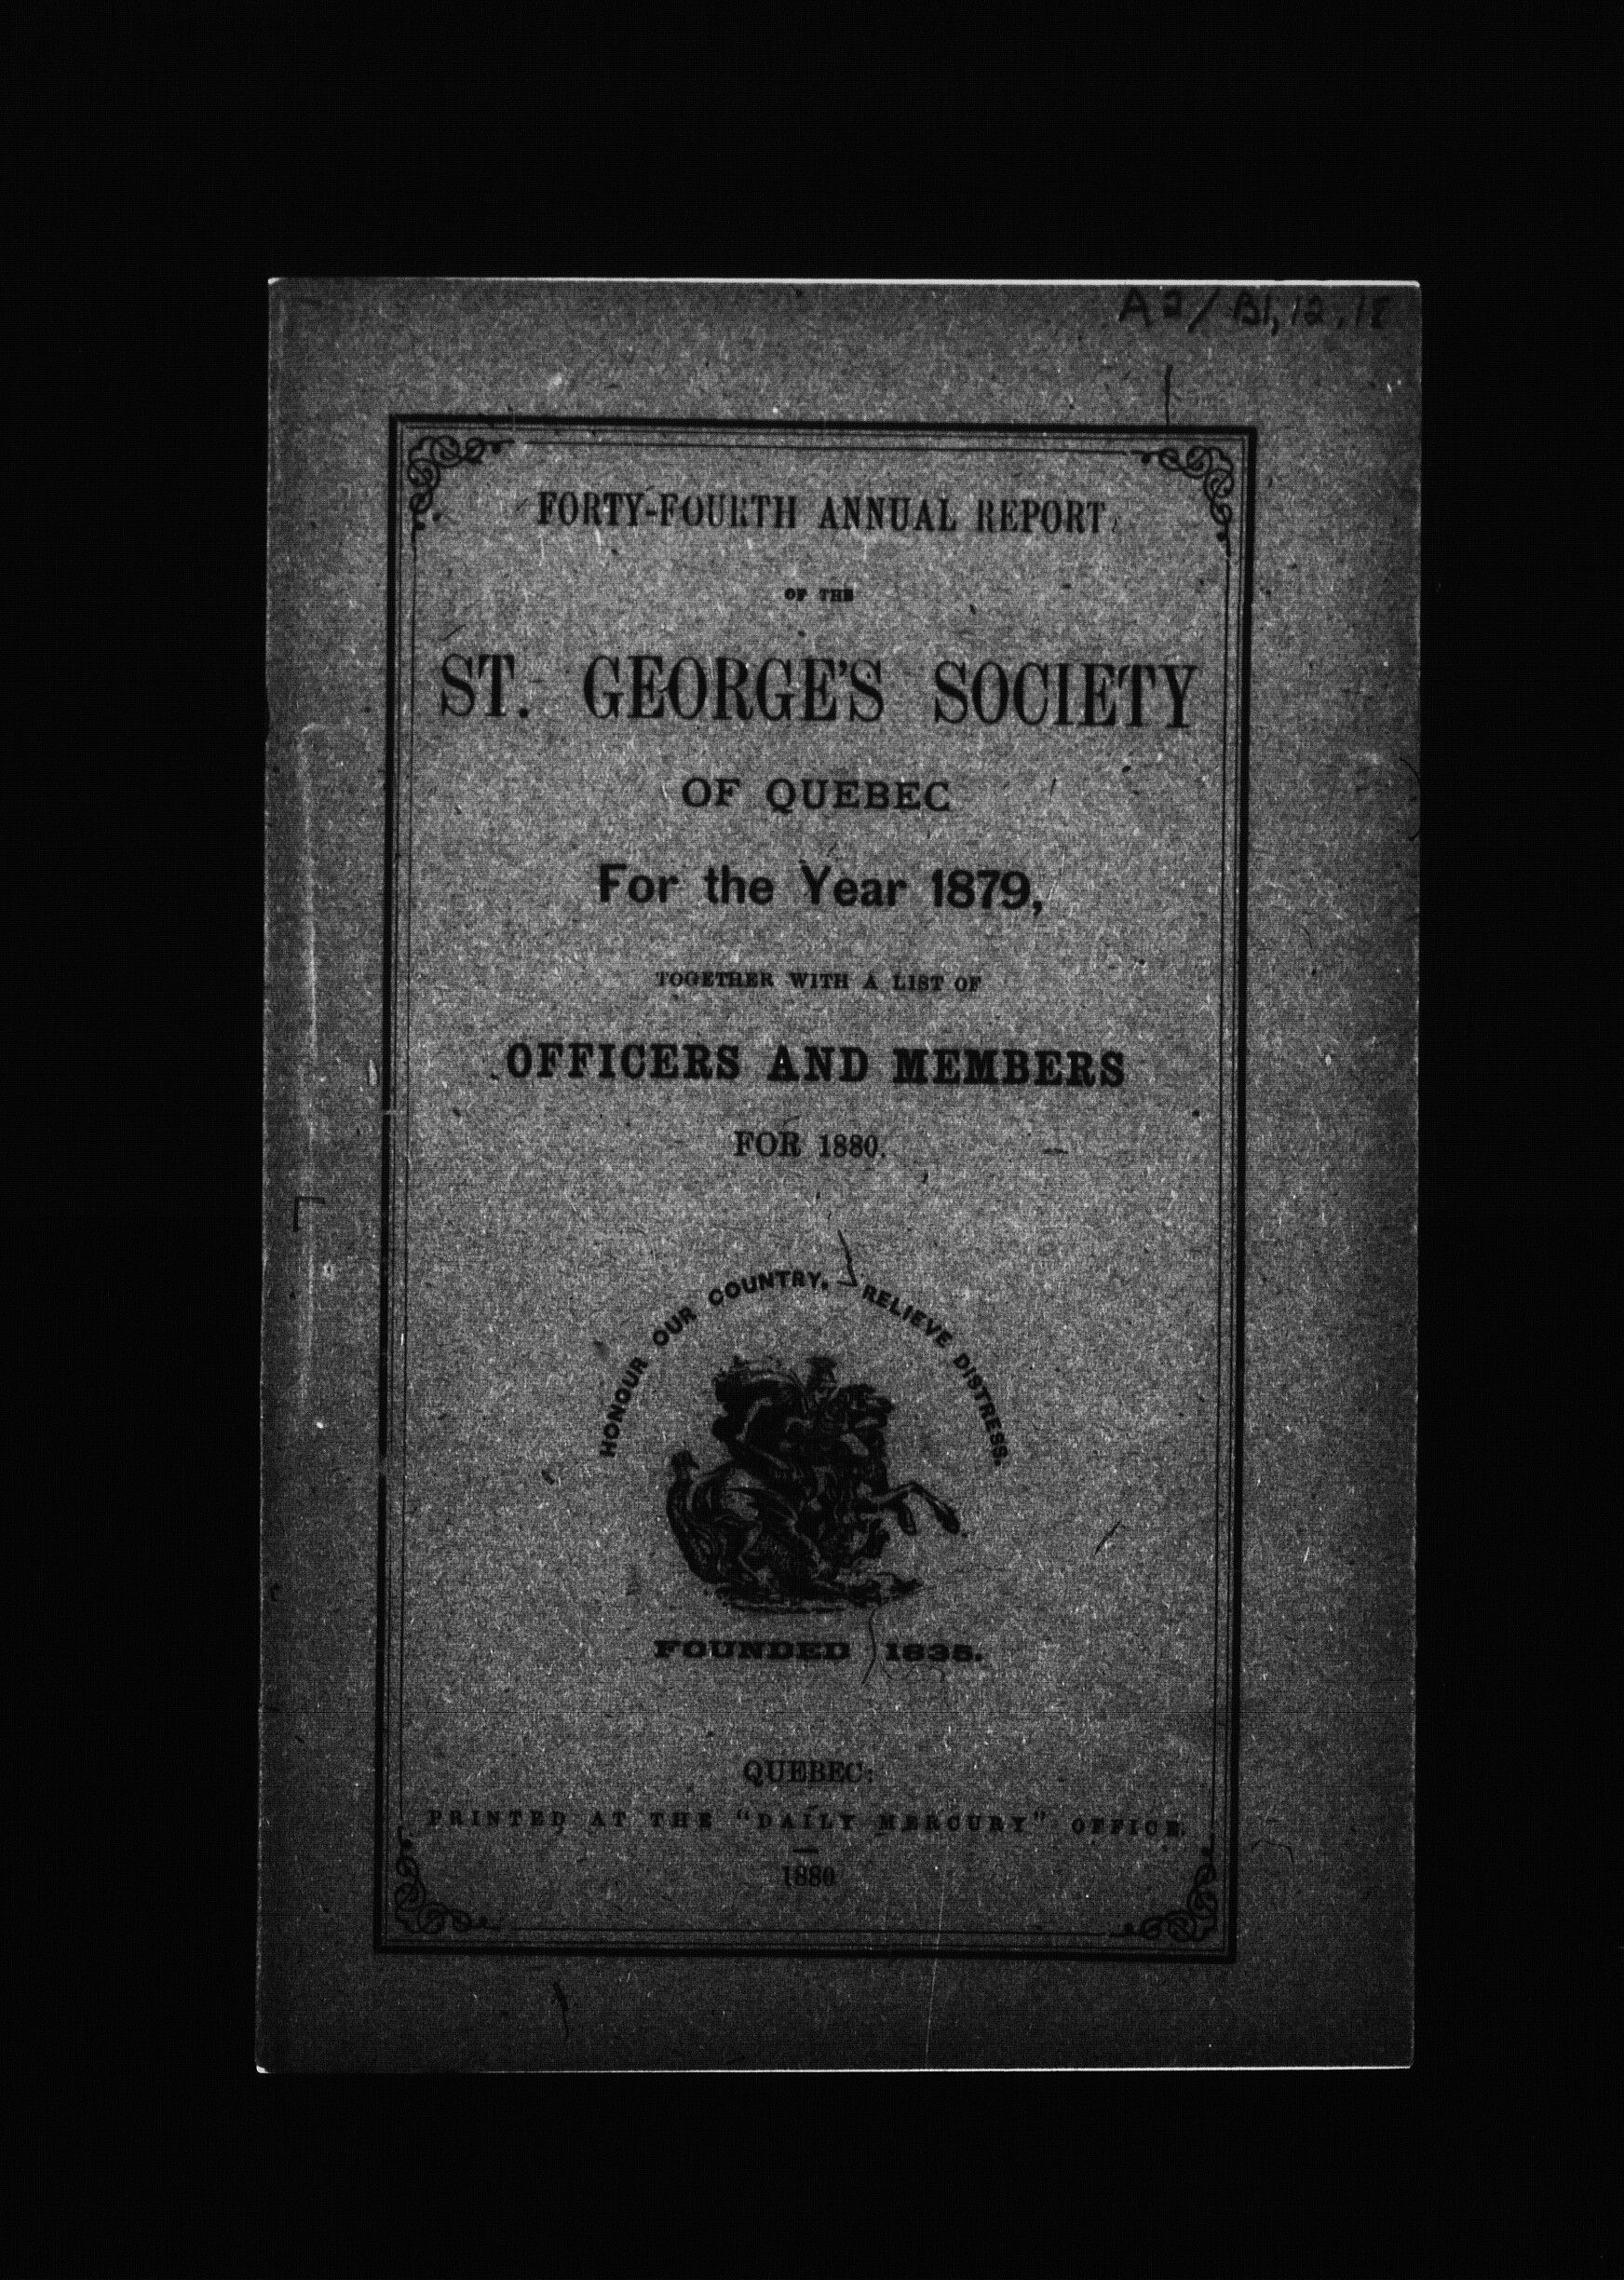 A2/B1,12,18
FORTY-FOURTH ANNUAL REPORT
OF THE
ST. GEORGE'S SOCIETY
OF QUEBEC
For the Year 1879,
TOGETHER WITH A LIST OF
OFFICERS AND MEMBERS
FOR 1880.
HONOUR OUR COUNTRY. RELIEVE DISTRESS.
FOUNDED 1835.
QUEBEC:
PRINTED AT THE "DAILY MERCURY" OFFICE.
1880